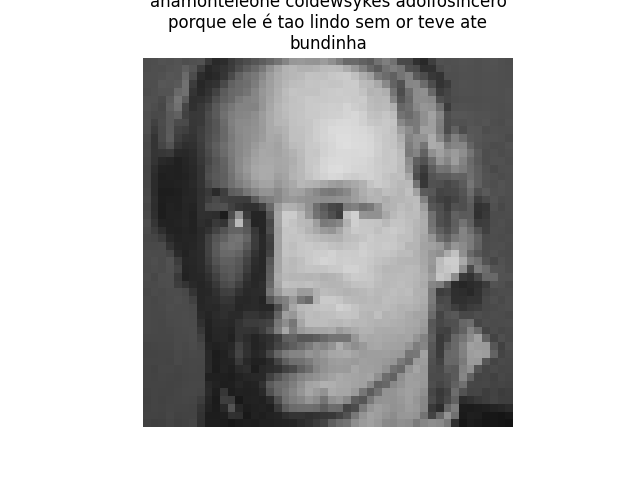 anamonteleone coldewsykes adolfosincero
porque ele é tao lindo sem or teve ate
bundinha